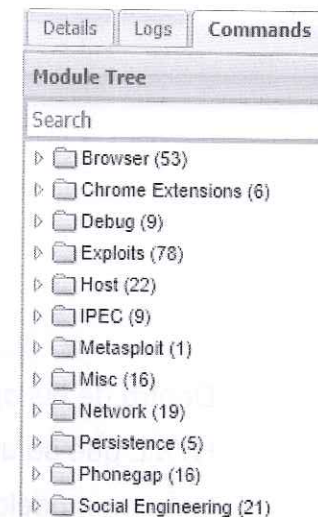 Details Logs Commands
Module Tree
Search
Browser (53)
Chrome Extensions (6)
Debug (9)
Exploits (78)
Host (22)
IPEC (9)
Metasploit (1)
Misc (16)
Network (19)
Persistence (5)
Phonegap (16)
Social Engineering (21)